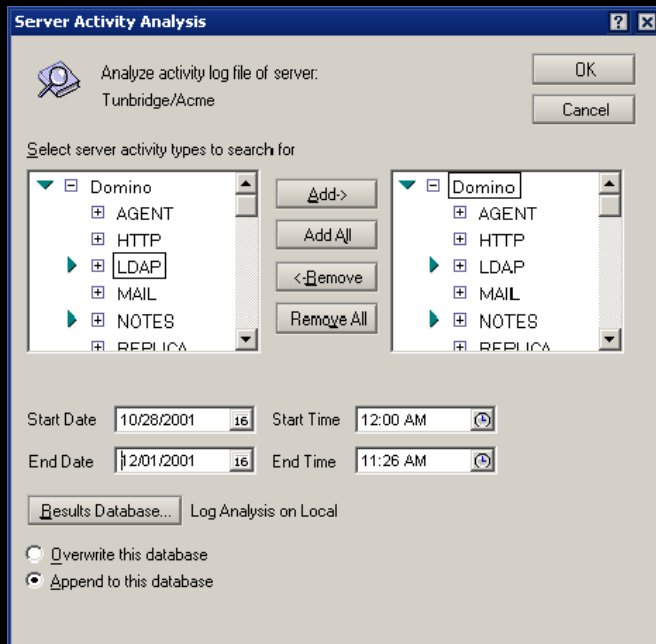 Server Activity Analysis
Analyze activity log file of server:
Tunbridge/Acme
OK
Cancel
Select server activity types to search for
Domino
AGENT
HTTP
LDAP
MAIL
NOTES
REPLICA
Add->
Add All
<-Remove
Remove All
Domino
AGENT
HTTP
LDAP
MAIL
NOTES
REPLICA
Start Date 10/28/2001 16 Start Time 12:00 AM
End Date 12/01/2001 16 End Time 11:26 AM
Results Database... Log Analysis on Local
Overwrite this database
Append to this database